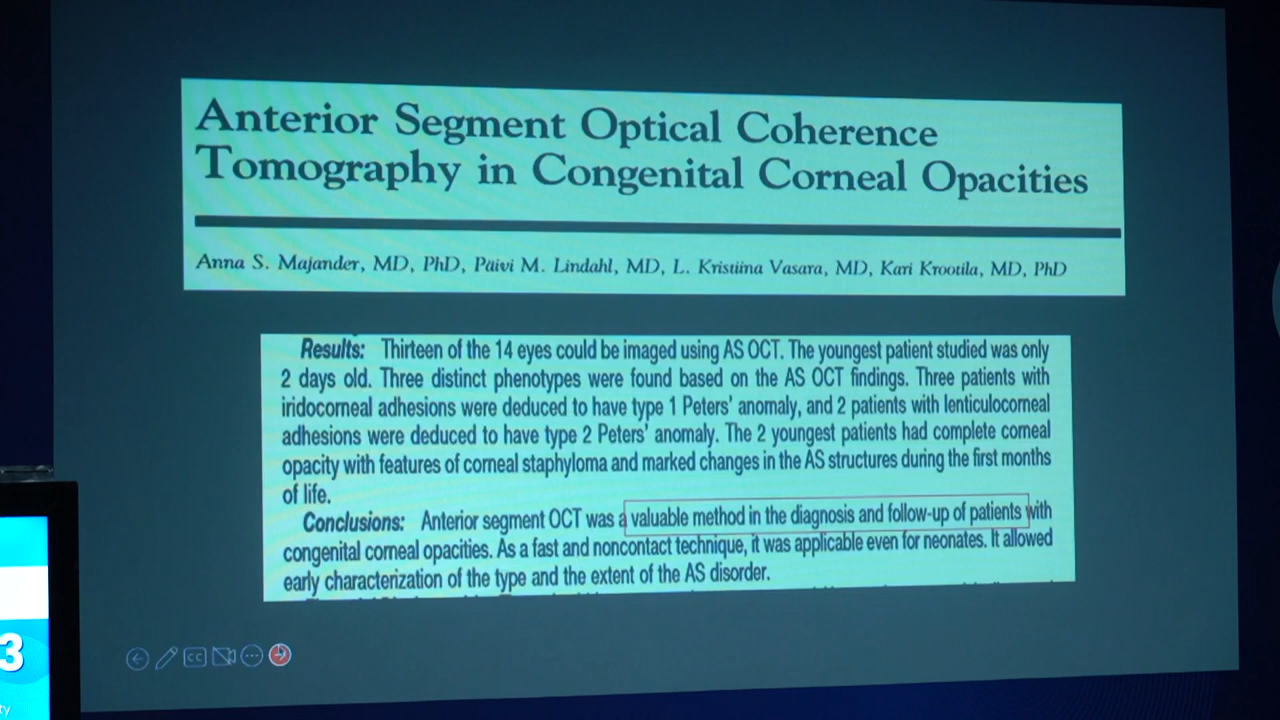 Anterior Segment Optical Coherence
Tomography in Congenital Corneal Opacities
Anna S. Majander, MD, PhD, Päivi M. Lindahl, MD, L. Kristiina Vasara, MD, Kari Krootila, MD, PhD
Results: Thirteen of the 14 eyes could be imaged using AS OCT. The youngest patient studied was only
2 days old. Three distinct phenotypes were found based on the AS OCT findings. Three patients with
iridocorneal adhesions were deduced to have type 1 Peters' anomaly, and 2 patients with lenticulocorneal
adhesions were deduced to have type 2 Peters' anomaly. The 2 youngest patients had complete corneal
opacity with features of corneal staphyloma and marked changes in the AS structures during the first months
of life.
Conclusions: Anterior segment OCT was a valuable method in the diagnosis and follow-up of patients with
congenital corneal opacities. As a fast and noncontact technique, it was applicable even for neonates. It allowed
early characterization of the type and the extent of the AS disorder.
CC
3
ty